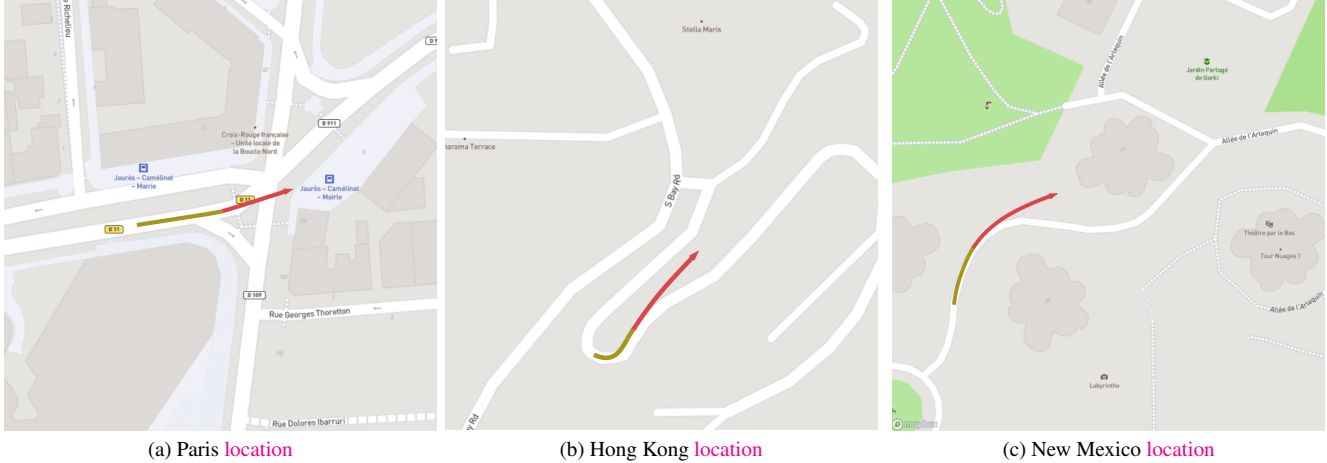 a Richelieu
D 911
Croix-Rouge française
– Unité locale de
la Boucle Nord
Jaurès – Camélinat
– Mairie
Jaurès – Camélinat
– Mairie
D 11
D 11
D 109
Rue Georges Thoretton
Rue Dolores Ibarruri
Stella Maris
narama Terrace
S Bay Rd
ay Rd
Allée de l'Arlequin
Jardin Partagé
de Gorki
Allée de l'Arlequin
Théâtre par le Bas
Tour Nuages 1
Allée de l'Arlequin
Labyrinthe
mapbox
(a) Paris location
(b) Hong Kong location
(c) New Mexico location